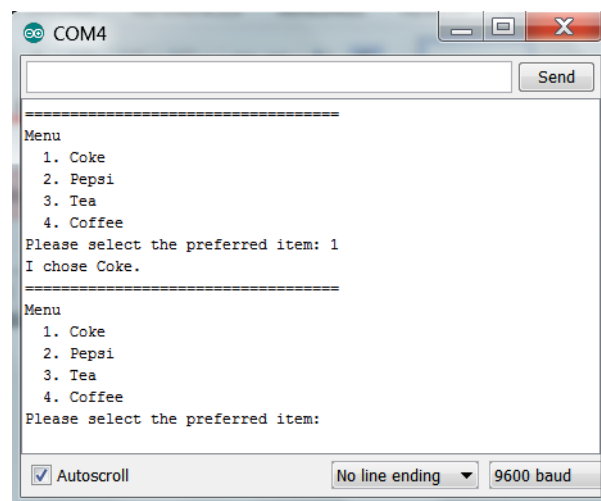 COM4
Send
===================================
Menu
  1. Coke
  2. Pepsi
  3. Tea
  4. Coffee
Please select the preferred item: 1
I chose Coke.
===================================
Menu
  1. Coke
  2. Pepsi
  3. Tea
  4. Coffee
Please select the preferred item:
Autoscroll
No line ending
9600 baud